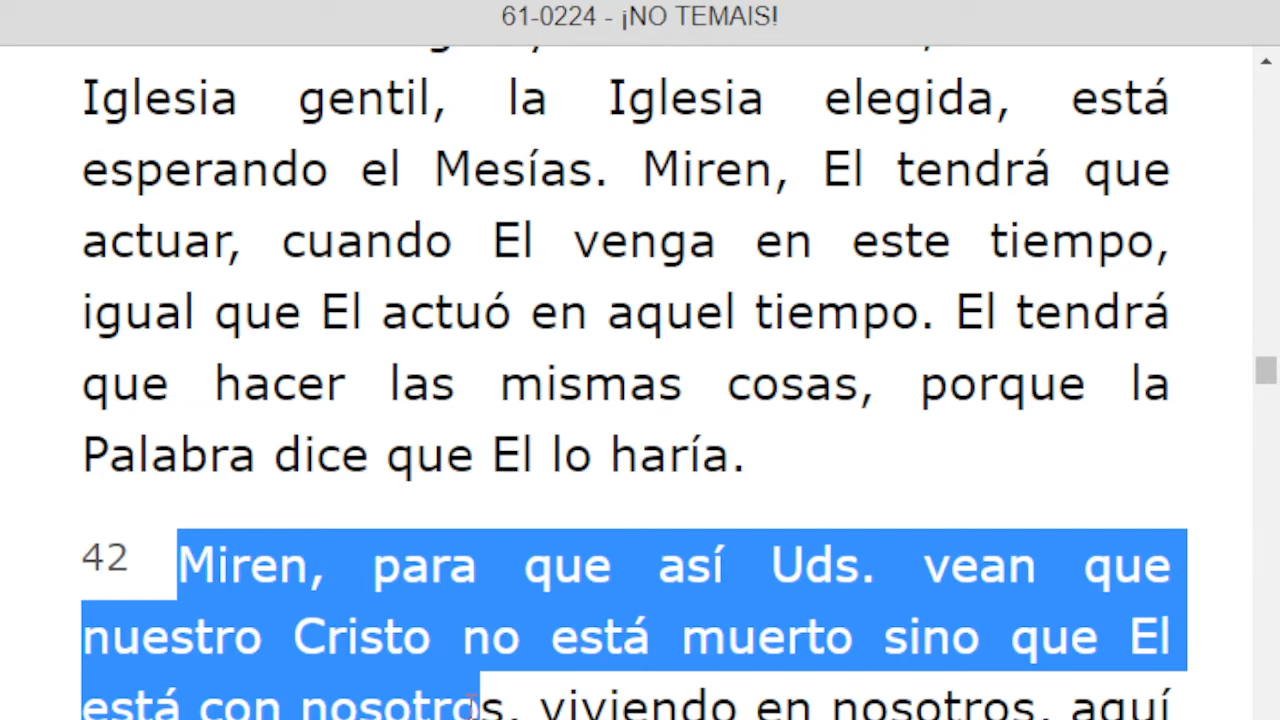 61-0224 - ¡NO TEMAIS!
Iglesia gentil, la Iglesia elegida, está
esperando el Mesías. Miren, El tendrá que
actuar, cuando El venga en este tiempo,
igual que El actuó en aquel tiempo. El tendrá
que hacer las mismas cosas, porque la
Palabra dice que El lo haría.
42 Miren, para que así Uds. vean que
nuestro Cristo no está muerto sino que El
está con nosotros, viviendo en nosotros, aquí